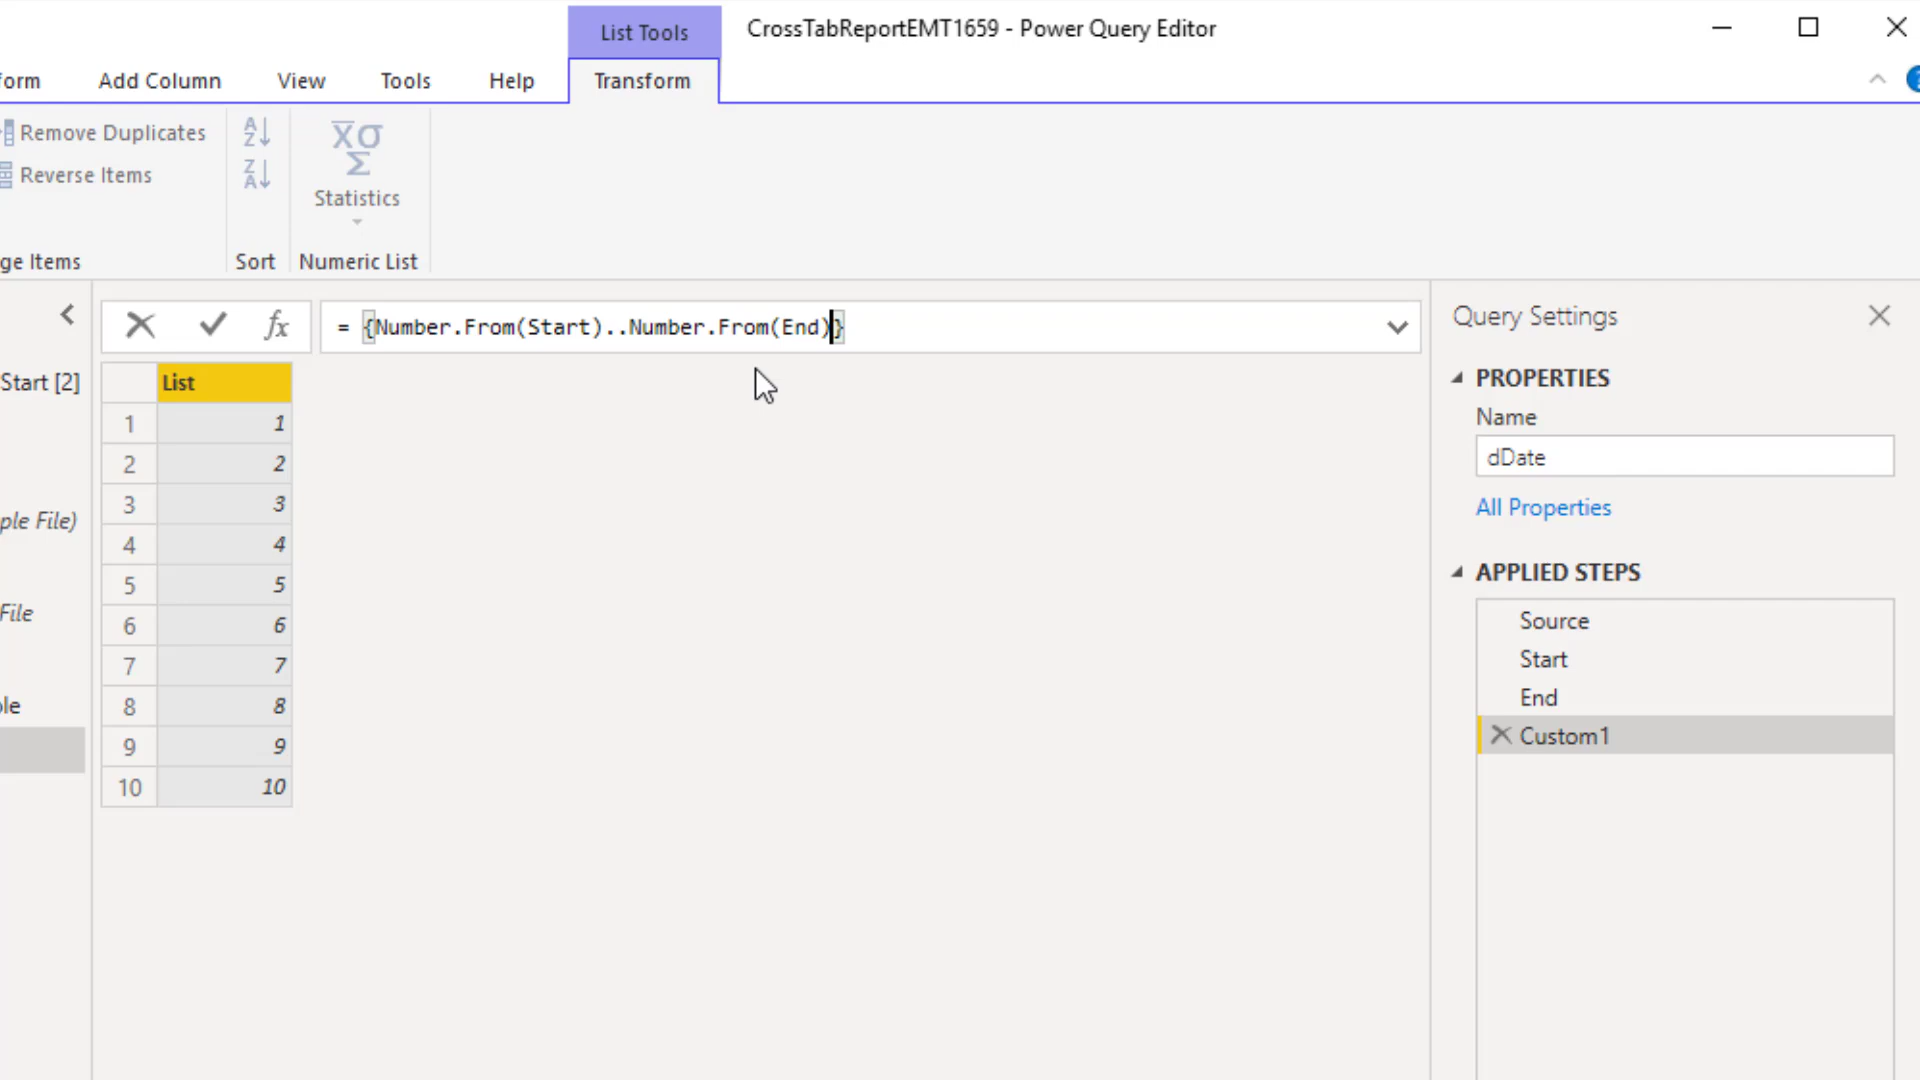 List Tools
CrossTabReportEMT1659 - Power Query Editor
form
Add Column
View
Tools
Help
Transform
Remove Duplicates
Reverse Items
ge Items
Sort
Statistics
Numeric List
= {Number.From(Start)..Number.From(End)}
Start [2]
ple File)
File
ple
List
1 1
2 2
3 3
4 4
5 5
6 6
7 7
8 8
9 9
10 10
Query Settings
PROPERTIES
Name
dDate
All Properties
APPLIED STEPS
Source
Start
End
Custom1